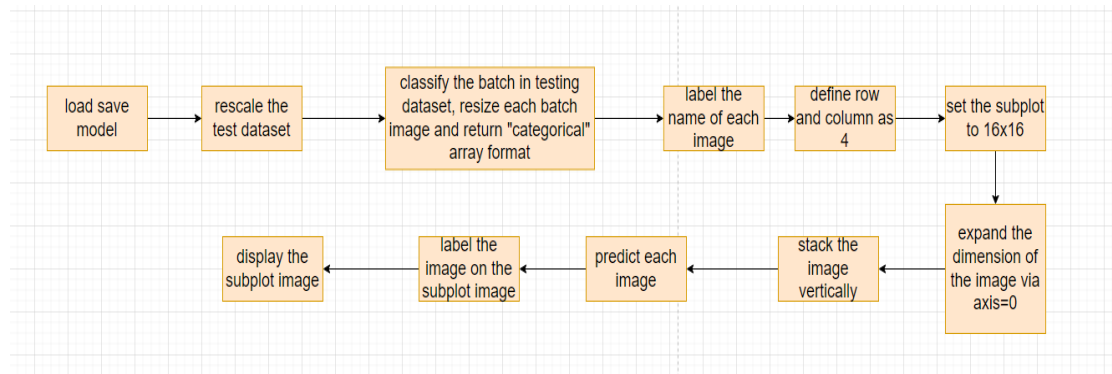 load save
model
rescale the
test dataset
classify the batch in testing
dataset, resize each batch
image and return "categorical"
array format
label the
name of each
image
define row
and column as
4
set the subplot
to 16x16
expand the
dimension of
the image via
axis=0
stack the
image
vertically
predict each
image
label the
image on the
subplot image
display the
subplot image